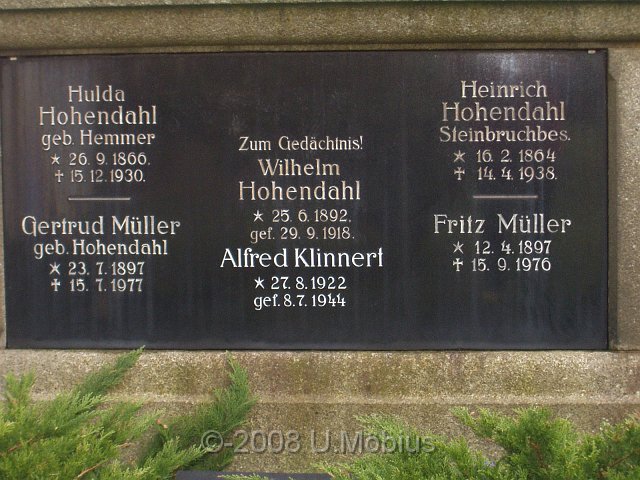 Hulda
Hohendahl
geb. Hemmer
* 26.9.1866.
† 15.12.1930.
Gertrud Müller
geb. Hohendahl
* 23.7.1897
† 15.7.1977
Zum Gedächtnis!
Wilhelm
Hohendahl
* 25.6.1892.
gef. 29.9.1918.
Alfred Klinnert
* 27.8.1922
gef. 8.7.1944
Heinrich
Hohendahl
Steinbruchbes.
* 16.2.1864
† 14.4.1938.
Fritz Müller
* 12.4.1897
† 15.9.1976
©-2008 U.Möbius